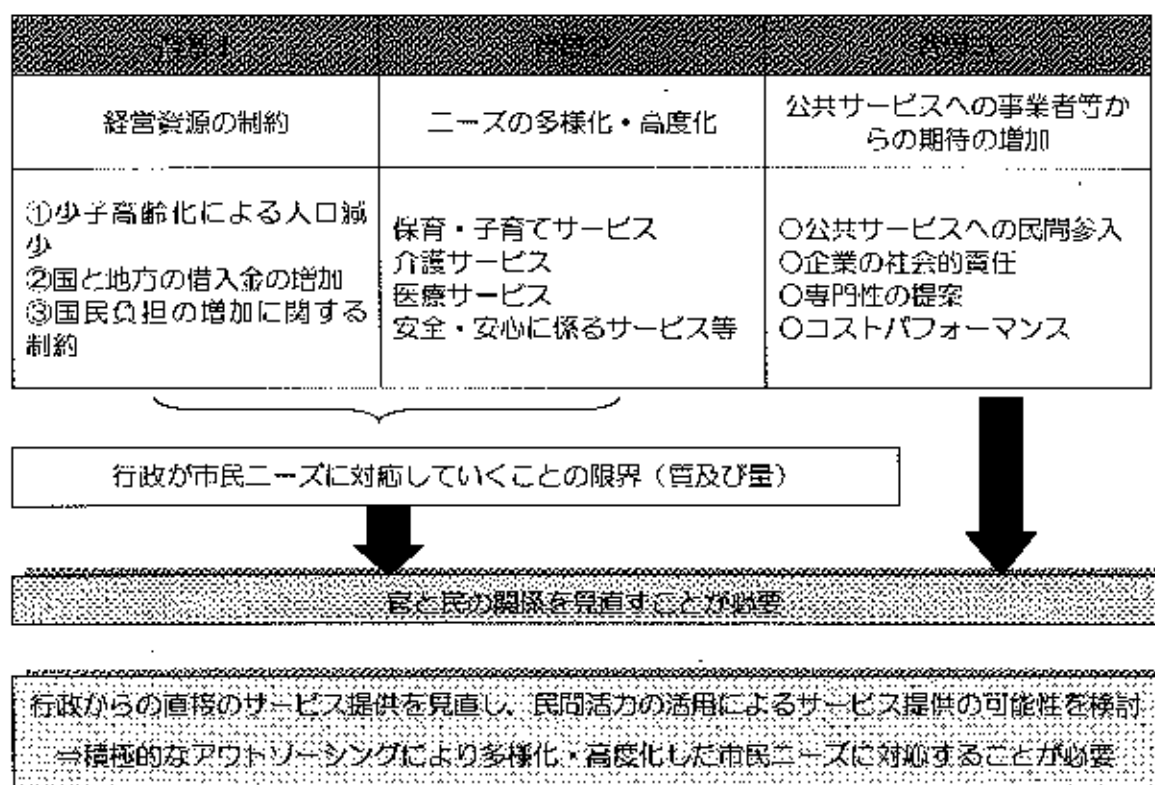 経営資源の制約
ニーズの多様化・高度化
公共サービスへの事業者等か
らの期待の増加
①少子高齢化による人口減
少
②国と地方の借入金の増加
③国民負担の増加に関する
制約
保育・子育てサービス
介護サービス
医療サービス
安全・安心に係るサービス等
○公共サービスへの民間参入
○企業の社会的責任
○専門性の提案
○コストパフォーマンス
行政が市民ニーズに対応していくことの限界（質及び量）
官と民の関係を見直すことが必要
行政からの直接のサービス提供を見直し、民間活力の活用によるサービス提供の可能性を検討
⇒積極的なアウトソーシングにより多様化・高度化した市民ニーズに対応することが必要